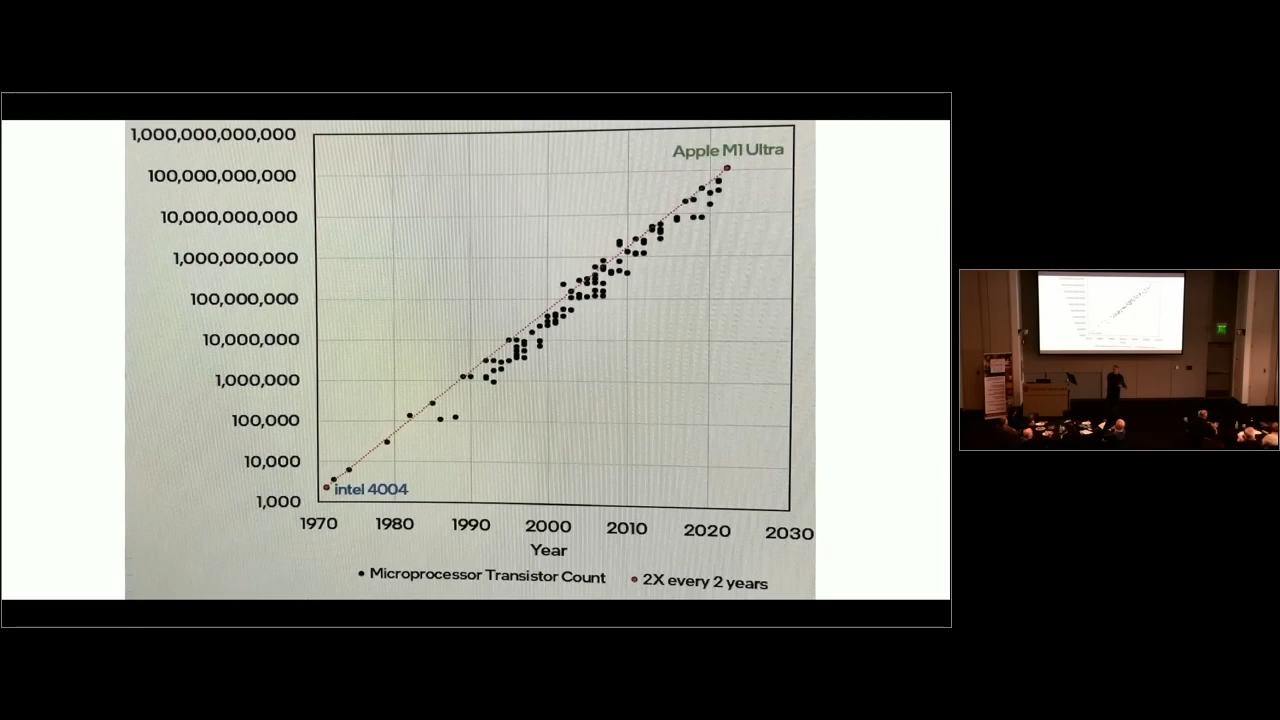 1,000,000,000,000
100,000,000,000
10,000,000,000
1,000,000,000
100,000,000
10,000,000
1,000,000
100,000
10,000
1,000
Apple M1 Ultra
intel 4004
1970 1980 1990 2000 2010 2020 2030
Year
Microprocessor Transistor Count
2X every 2 years